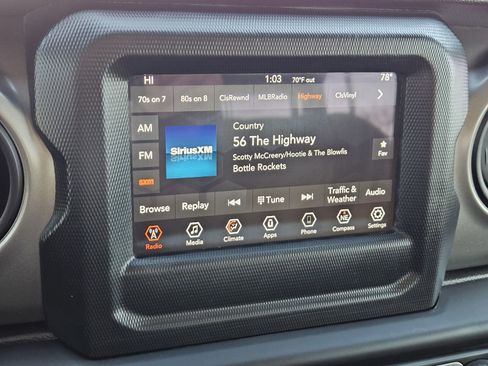 HI 1:03 70°F out 78°
70s on 7 80s on 8 ClsRewnd MLBRadio Highway ClsVinyl
AM
FM
SXM
SiriusXM
Country
56 The Highway
Scotty McCreery/Hootie & The Blowfis
Bottle Rockets
Fav
Browse Replay Tune Traffic & Weather Audio
Radio Media Climate Apps Phone NE Compass Settings